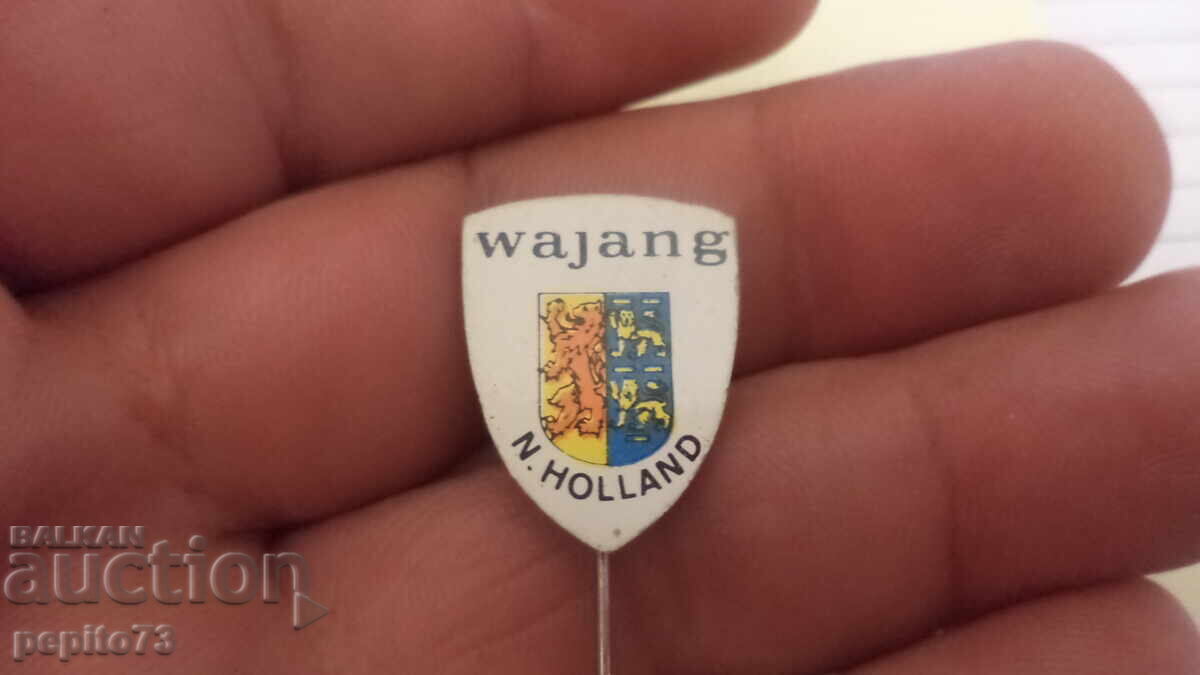 wajang
N. HOLLAND
BALKAN
auction
pepito73